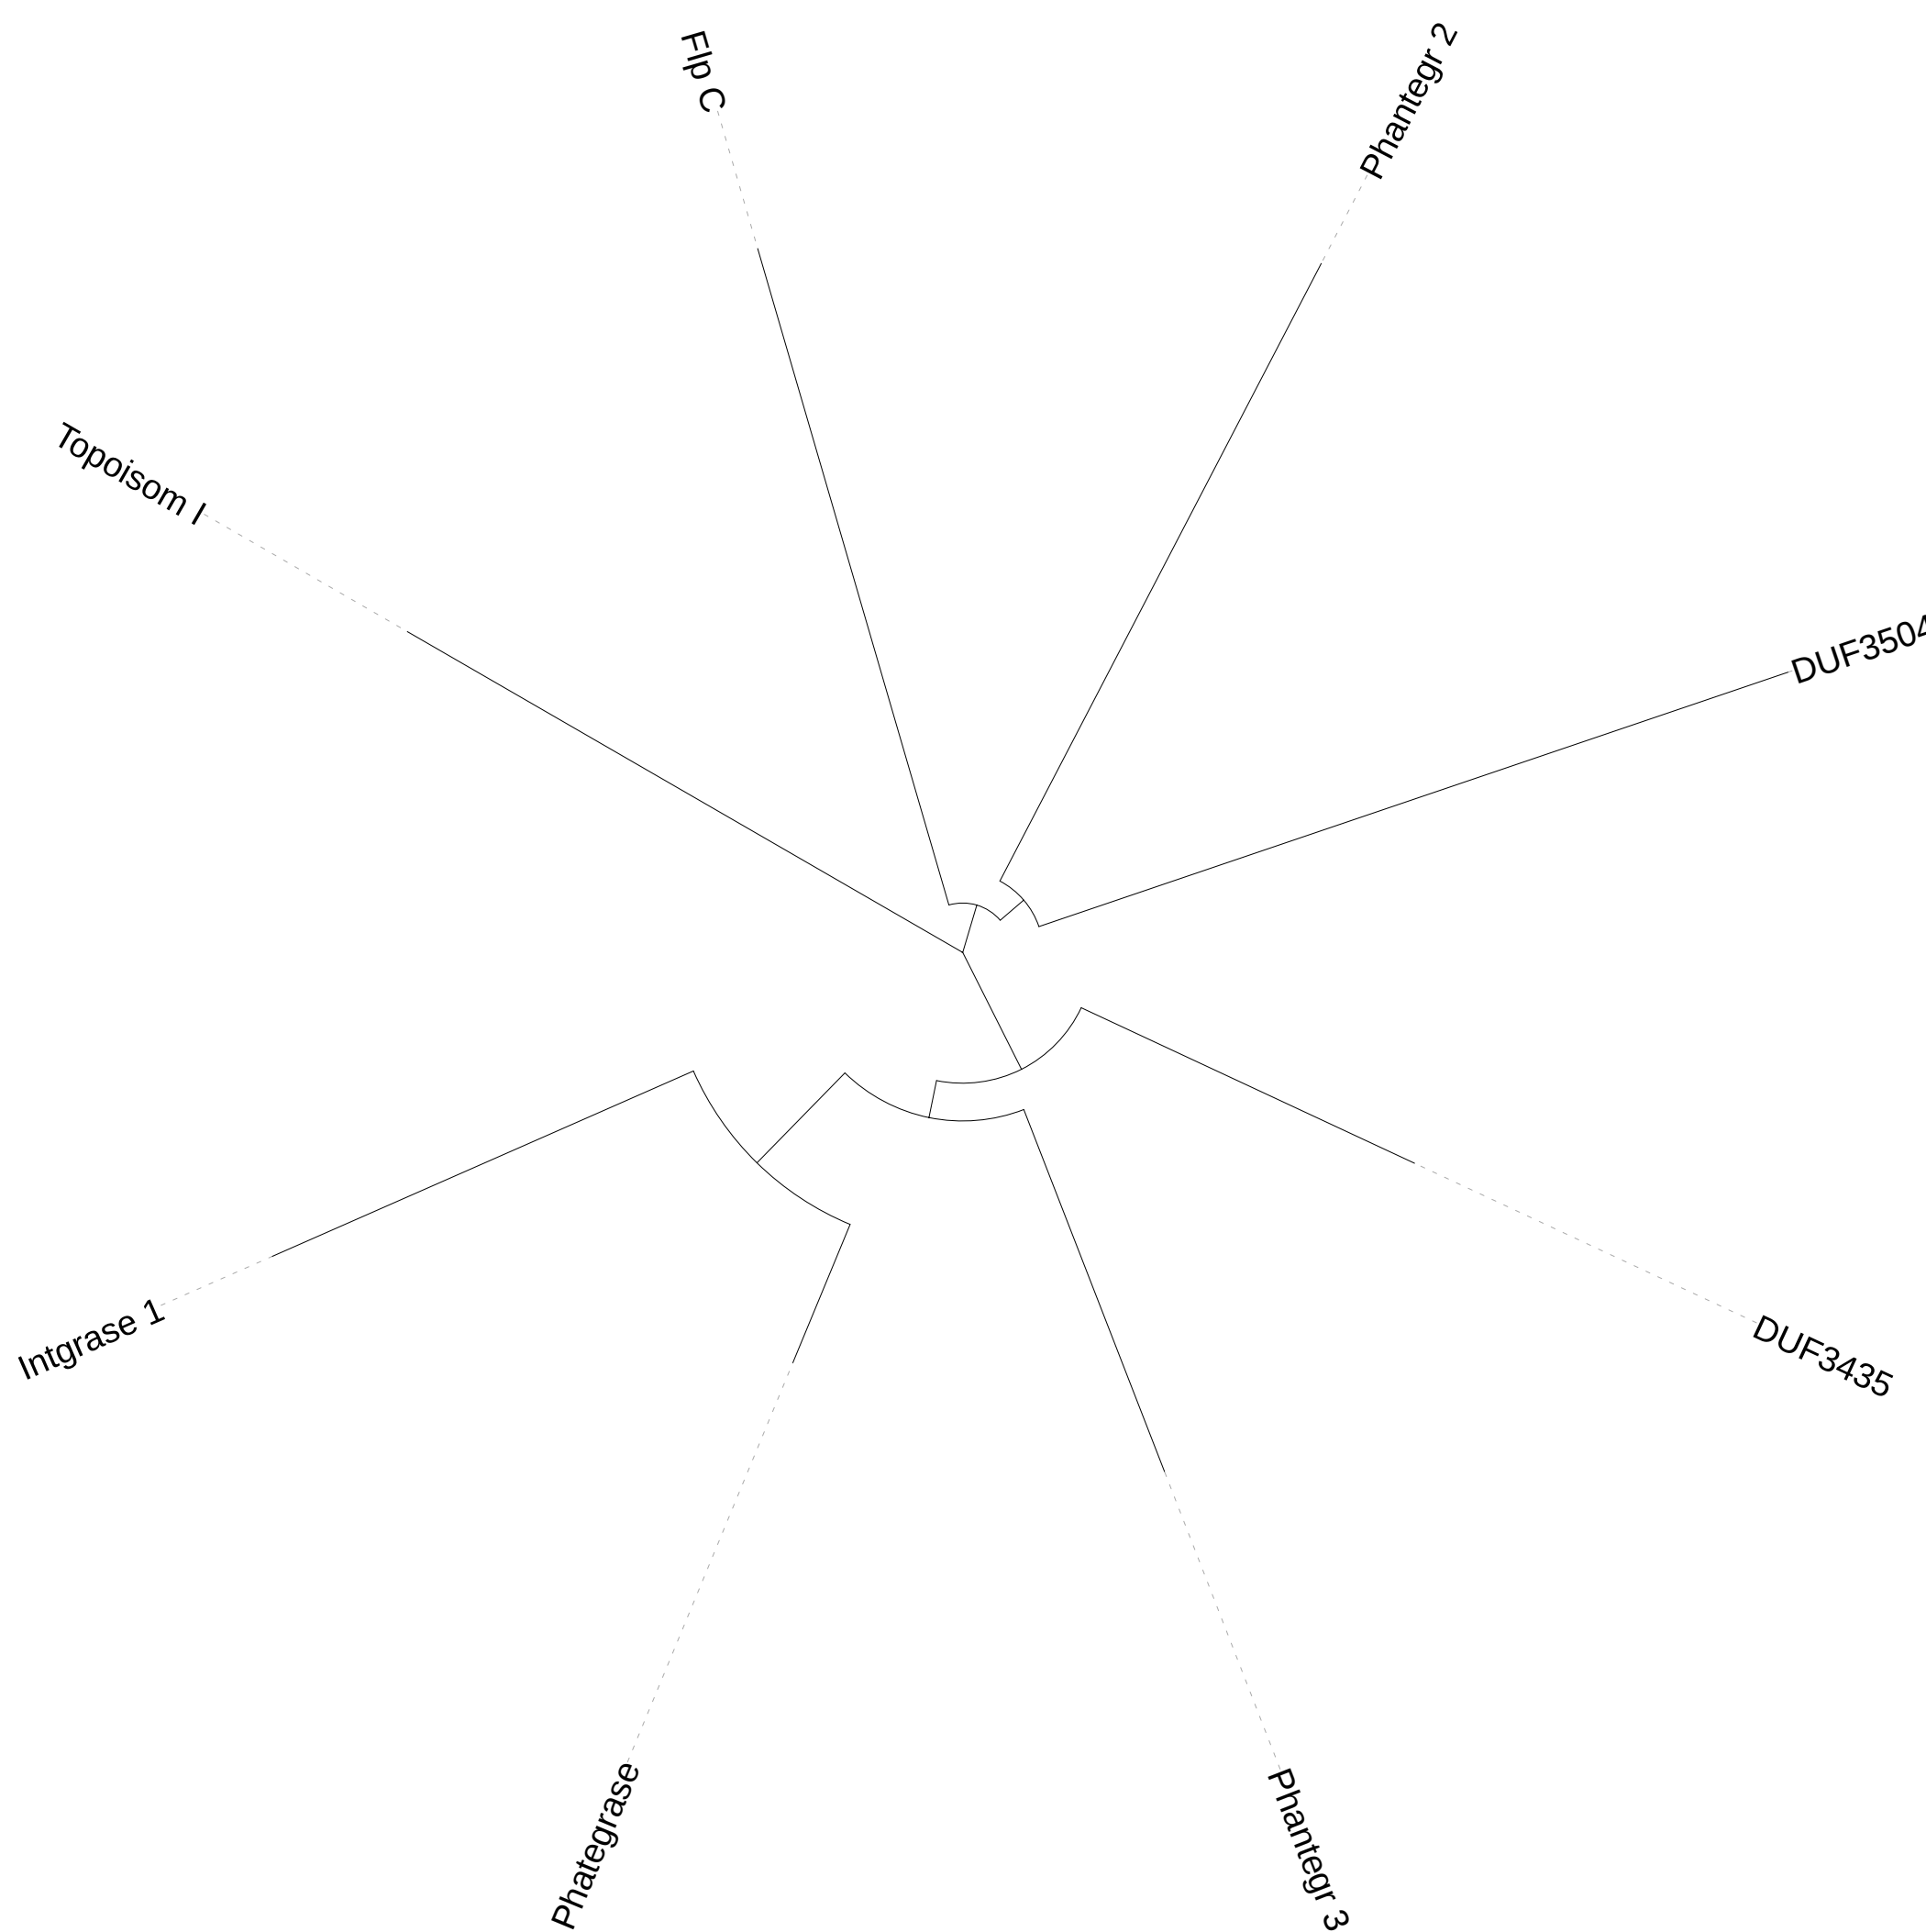 Flp C
Phantegr 2
Topoisom I
DUF3504
Intgrase 1
DUF3435
Phategrase
Phantegr 3